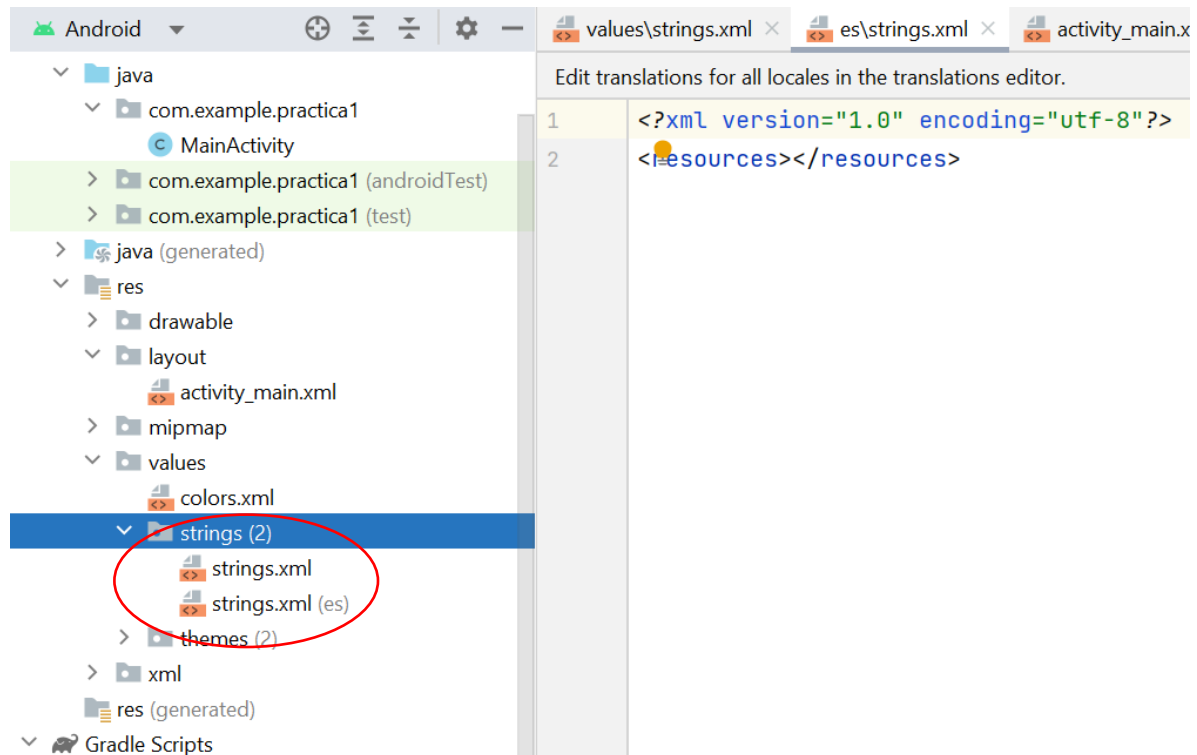 Android
java
com.example.practica1
C MainActivity
com.example.practica1 (androidTest)
com.example.practica1 (test)
java (generated)
res
drawable
layout
activity_main.xml
mipmap
values
colors.xml
strings (2)
strings.xml
strings.xml (es)
themes (2)
xml
res (generated)
Gradle Scripts
values\strings.xml es\strings.xml activity_main.x
Edit translations for all locales in the translations editor.
1 <?xml version="1.0" encoding="utf-8"?>
2 <resources></resources>